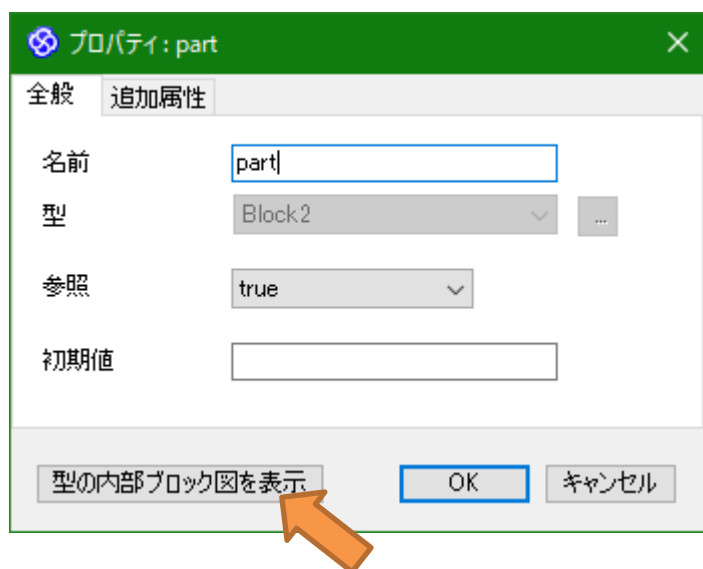 プロパティ : part
全般 追加属性
名前 part
型 Block2 ...
参照 true
初期値
型の内部ブロック図を表示 OK キャンセル